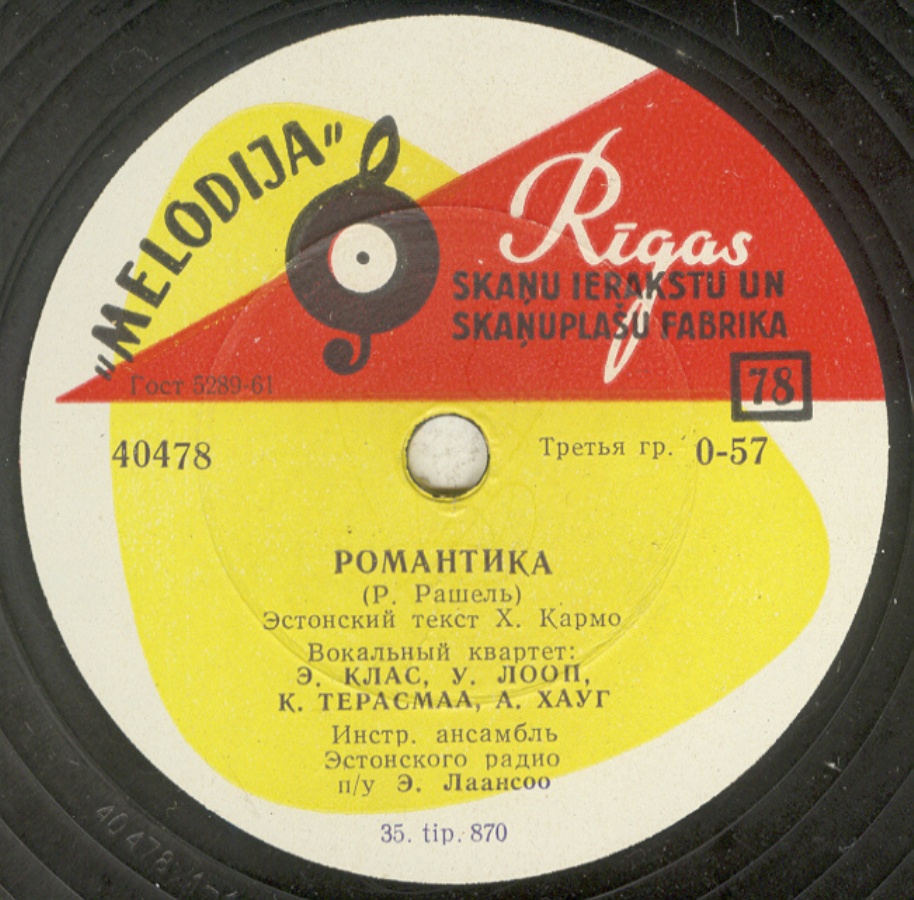 „MELODIJA”
Rīgas
SKAŅU IERAKSTU UN
SKAŅUPLAŠU FABRIKA
Гост 5289-61
78
40478
Третья гр. 0-57
РОМАНТИКА
(Р. Рашель)
Эстонский текст Х. Кармо
Вокальный квартет:
Э. КЛАС, У. ЛООП,
К. ТЕРАСМАА, А. ХАУГ
Инстр. ансамбль
Эстонского радио
п/у Э. Лаансоо
35. tip. 870